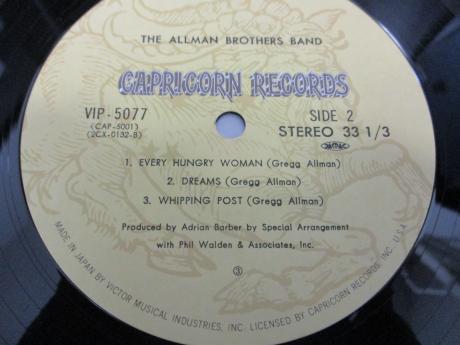 THE ALLMAN BROTHERS BAND
CAPRICORN RECORDS
VIP-5077
(CAP-5001)
(2CX-0132-B)
SIDE 2
STEREO 33 1/3
1. EVERY HUNGRY WOMAN (Gregg Allman)
2. DREAMS (Gregg Allman)
3. WHIPPING POST (Gregg Allman)
Produced by Adrian Barber by Special Arrangement
with Phil Walden & Associates, Inc.
③
MADE IN JAPAN BY VICTOR MUSICAL INDUSTRIES, INC. LICENSED BY CAPRICORN RECORDS INC., U.S.A.